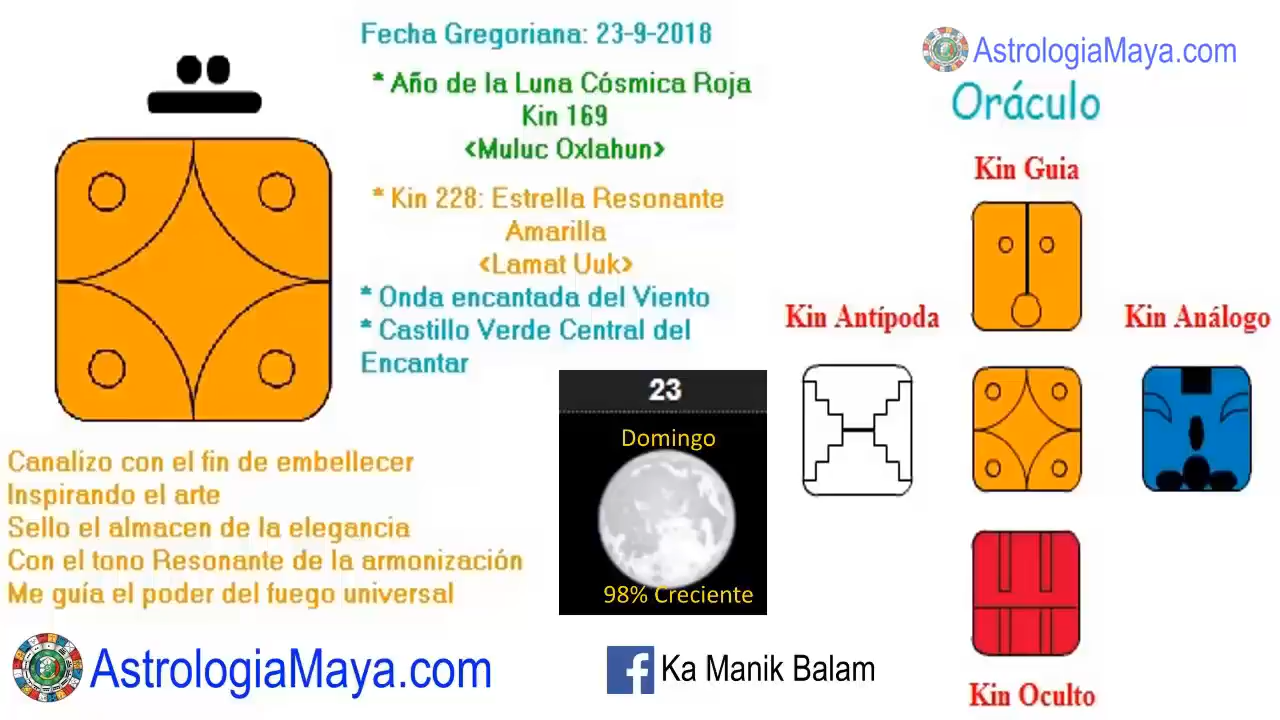 Fecha Gregoriana: 23-9-2018
* Año de la Luna Cósmica Roja
Kin 169
<Muluc Oxlahun>
* Kin 228: Estrella Resonante
Amarilla
<Lamat Uuk>
* Onda encantada del Viento
* Castillo Verde Central del
Encantar
Canalizo con el fin de embellecer
Inspirando el arte
Sello el almacen de la elegancia
Con el tono Resonante de la armonización
Me guía el poder del fuego universal
23
Domingo
98% Creciente
AstrologiaMaya.com
Oráculo
Kin Guia
Kin Antípoda
Kin Análogo
Kin Oculto
AstrologiaMaya.com
f Ka Manik Balam